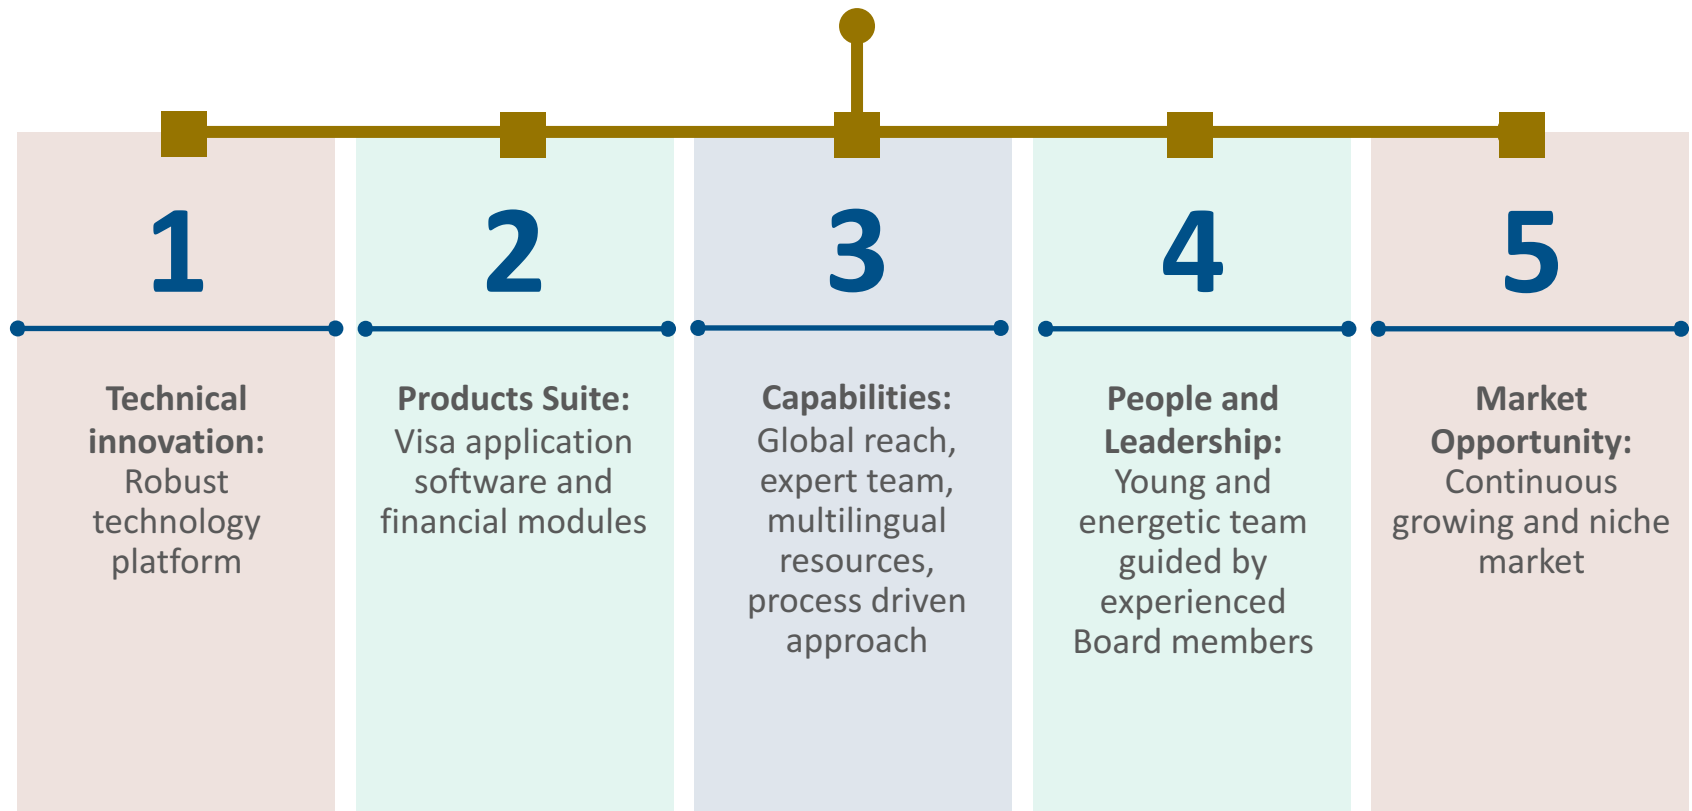 1
Technical
innovation:
Robust
technology
platform
2
Products Suite:
Visa application
software and
financial modules
3
Capabilities:
Global reach,
expert team,
multilingual
resources,
process driven
approach
4
People and
Leadership:
Young and
energetic team
guided by
experienced
Board members
5
Market
Opportunity:
Continuous
growing and niche
market